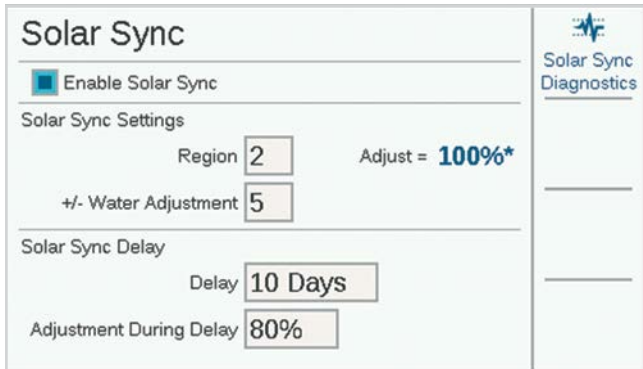 Solar Sync
Enable Solar Sync
Solar Sync Settings
Region 2 Adjust = 100%*
+/- Water Adjustment 5
Solar Sync Delay
Delay 10 Days
Adjustment During Delay 80%
Solar Sync
Diagnostics